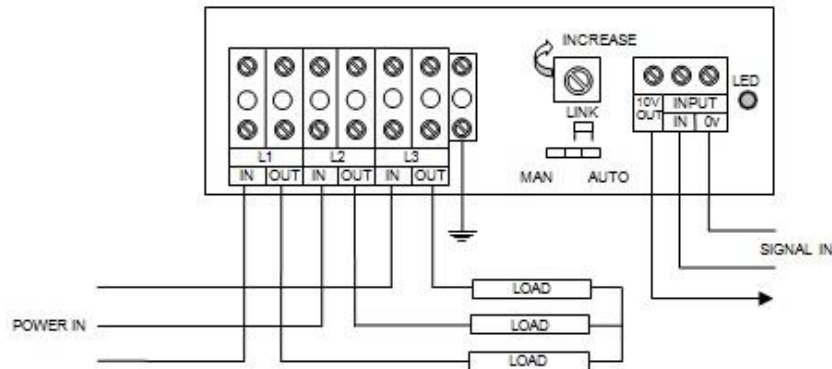 INCREASE
LED
LINK
10V INPUT
OUT IN 0v
L1 L2 L3
IN OUT IN OUT IN OUT
MAN AUTO
SIGNAL IN
LOAD
POWER IN
LOAD
LOAD